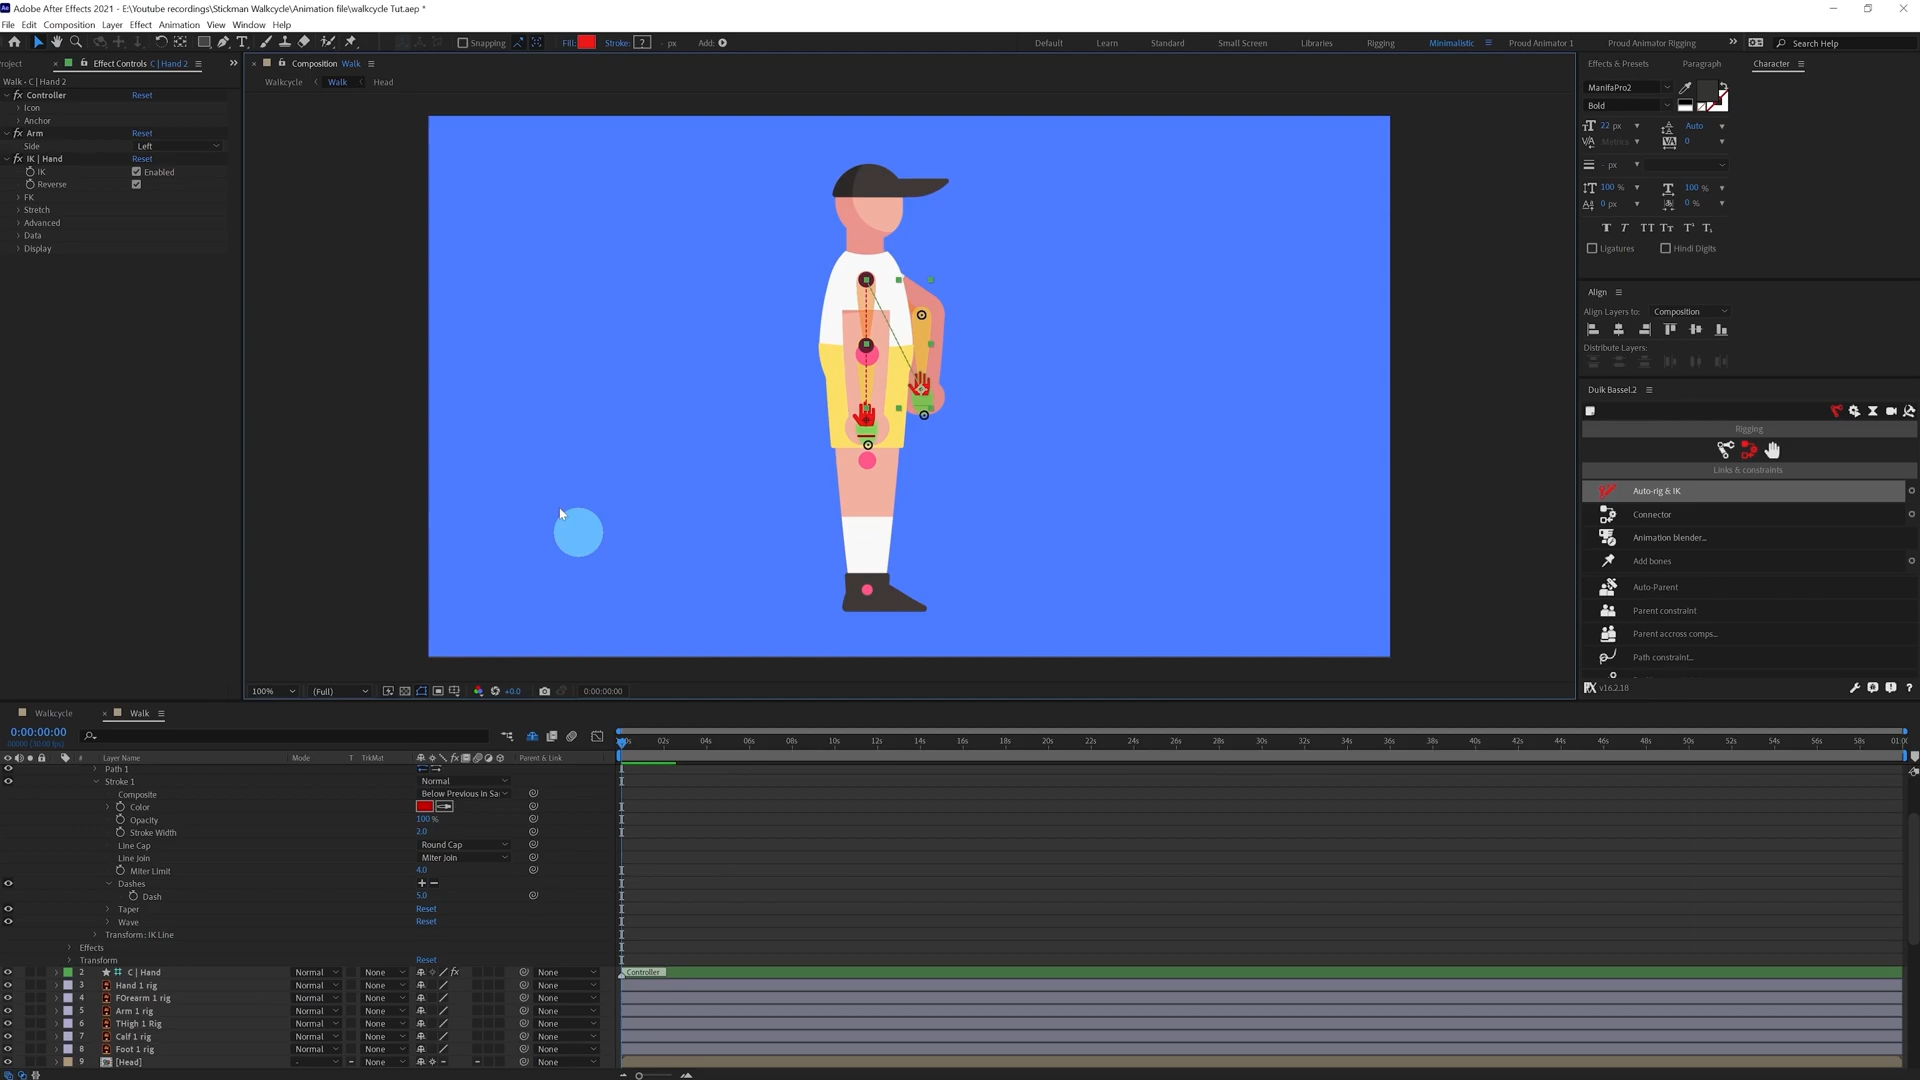 Adobe After Effects 2021 - E:\Youtube recordings\Stickman Walkcycle\Animation file\walkcycle Tut.aep *
File Edit Composition Layer Effect Animation View Window Help
Snapping Fill: Stroke: ? - px Add: Default Learn Standard Small Screen Libraries Rigging Minimalistic Proud Animator 1 Proud Animator Rigging Search Help
roject Effect Controls C | Hand 2
Walk • C | Hand 2
fx Controller Reset
Icon
Anchor
fx Arm Reset
Side Left
fx IK | Hand Reset
IK Enabled
Reverse
FK
Stretch
Advanced
Data
Display
Composition Walk
Walkcycle Walk Head
100% (Full) +0.0 0:00:00:00
Effects & Presets Paragraph Character
ManifaPro2
Bold
22 px Auto
Metrics 0
- px
100 % 100 %
0 px 0 %
Ligatures Hindi Digits
Align
Align Layers to: Composition
Distribute Layers:
Duik Bassel.2
Rigging
Links & constraints
Auto-rig & IK
Connector
Animation blender...
Add bones
Auto-Parent
Parent constraint
Parent accross comps...
Path constraint...
v16.2.18
Walkcycle Walk
0:00:00:00
00000 (30.00 fps)
02s 04s 06s 08s 10s 12s 14s 16s 18s 20s 22s 24s 26s 28s 30s 32s 34s 36s 38s 40s 42s 44s 46s 48s 50s 52s 54s 56s 58s 01:0
# Layer Name Mode T TrkMat Parent & Link
Path 1
Stroke 1 Normal
Composite Below Previous in Sa
Color
Opacity 100 %
Stroke Width 2.0
Line Cap Round Cap
Line Join Miter Join
Miter Limit 4.0
Dashes + −
Dash 5.0
Taper Reset
Wave Reset
Transform: IK Line
Effects
Transform Reset
2 C | Hand Normal None None Controller
3 Hand 1 rig Normal None None
4 FOrearm 1 rig Normal None None
5 Arm 1 rig Normal None None
6 THigh 1 Rig Normal None None
7 Calf 1 rig Normal None None
8 Foot 1 rig Normal None None
9 [Head] - None None